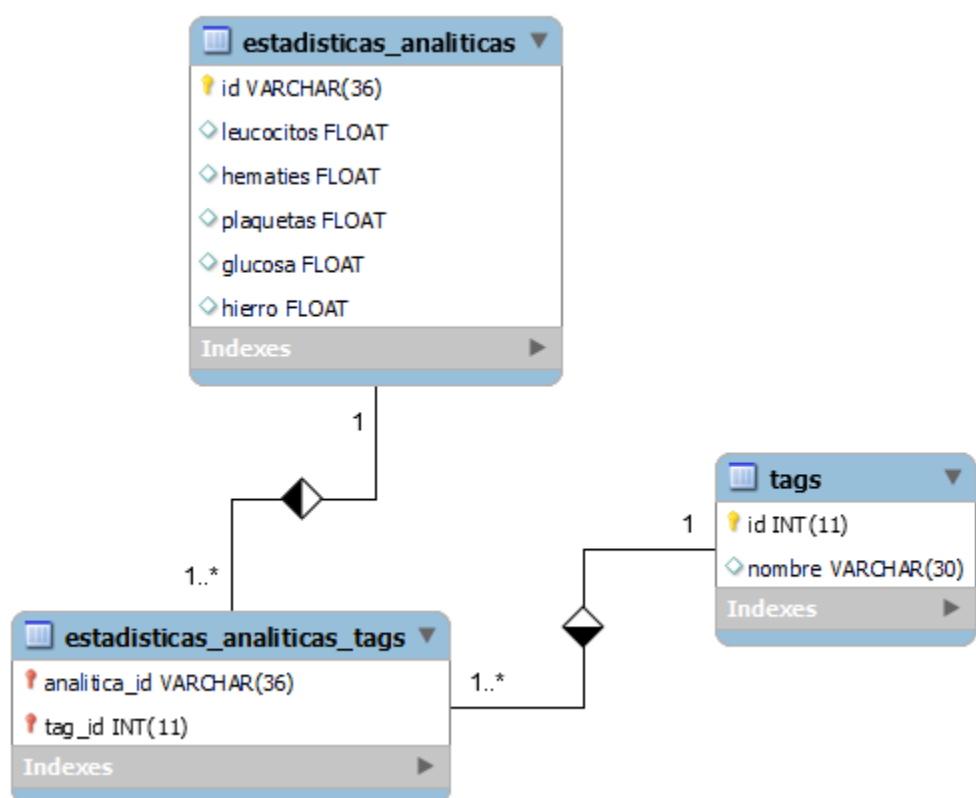 estadisticas_analiticas
id VARCHAR(36)
leucocitos FLOAT
hematies FLOAT
plaquetas FLOAT
glucosa FLOAT
hierro FLOAT
Indexes
1
1..*
estadisticas_analiticas_tags
analitica_id VARCHAR(36)
tag_id INT(11)
Indexes
1..*
1
tags
id INT(11)
nombre VARCHAR(30)
Indexes